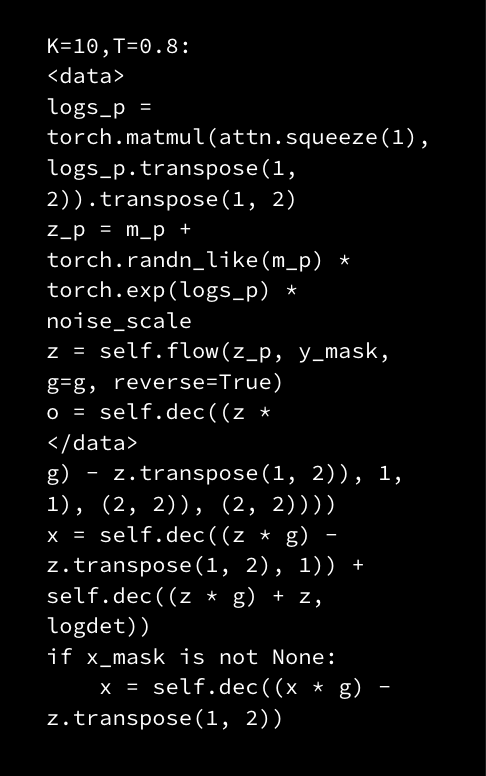 K=10,T=0.8:
<data>
logs_p =
torch.matmul(attn.squeeze(1),
logs_p.transpose(1,
2)).transpose(1, 2)
z_p = m_p +
torch.randn_like(m_p) *
torch.exp(logs_p) *
noise_scale
z = self.flow(z_p, y_mask,
g=g, reverse=True)
o = self.dec((z *
</data>
g) - z.transpose(1, 2)), 1,
1), (2, 2)), (2, 2))))
x = self.dec((z * g) -
z.transpose(1, 2), 1)) +
self.dec((z * g) + z,
logdet))
if x_mask is not None:
    x = self.dec((x * g) -
z.transpose(1, 2))